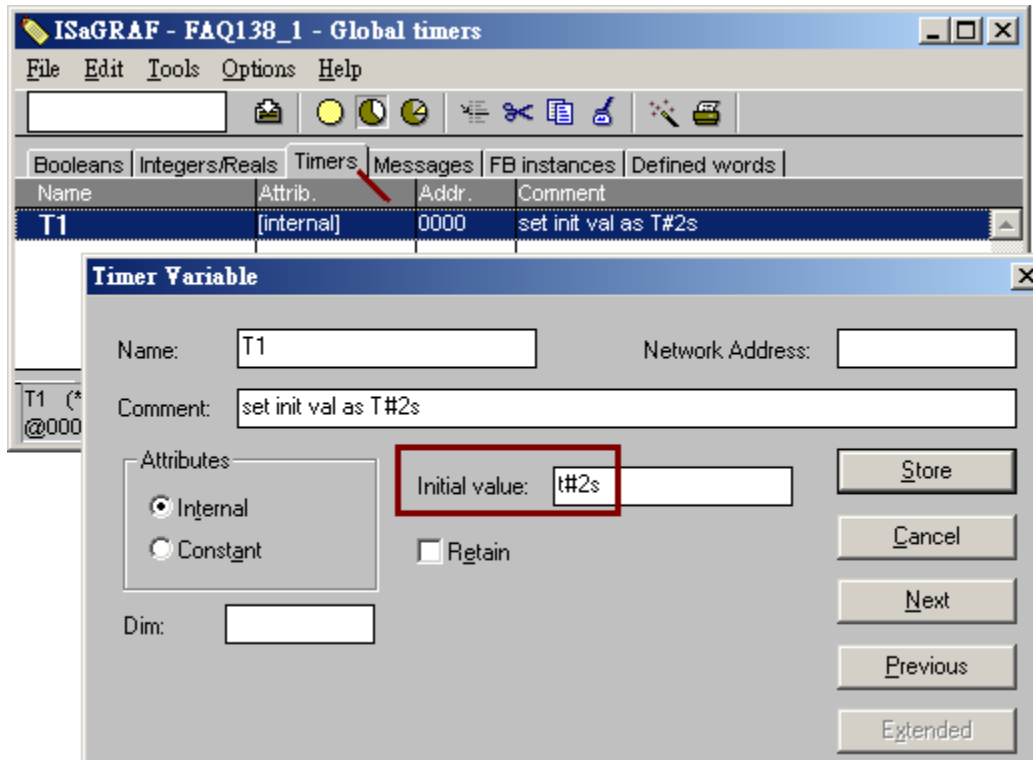 ISaGRAF - FAQ138_1 - Global timers
File Edit Tools Options Help
Booleans Integers/Reals Timers Messages FB instances Defined words
Name Attrib. Addr. Comment
T1 [internal] 0000 set init val as T#2s
Timer Variable
Name: T1 Network Address:
T1 (*
@000
Comment: set init val as T#2s
Attributes
Internal
Constant
Initial value: t#2s
Retain
Dim:
Store
Cancel
Next
Previous
Extended